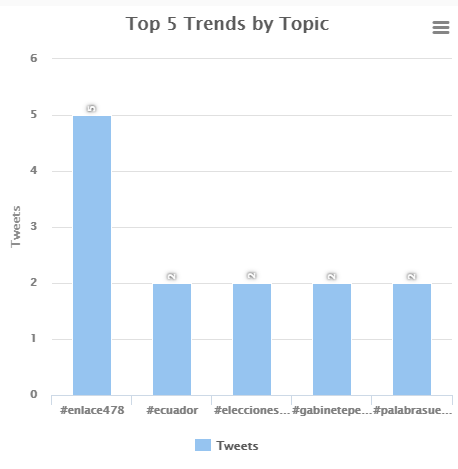 Top 5 Trends by Topic
6
5
4
3
2
1
0
Tweets
5
2
2
2
2
#enlace478
#ecuador
#elecciones...
#gabinetepe...
#palabrasue...
Tweets